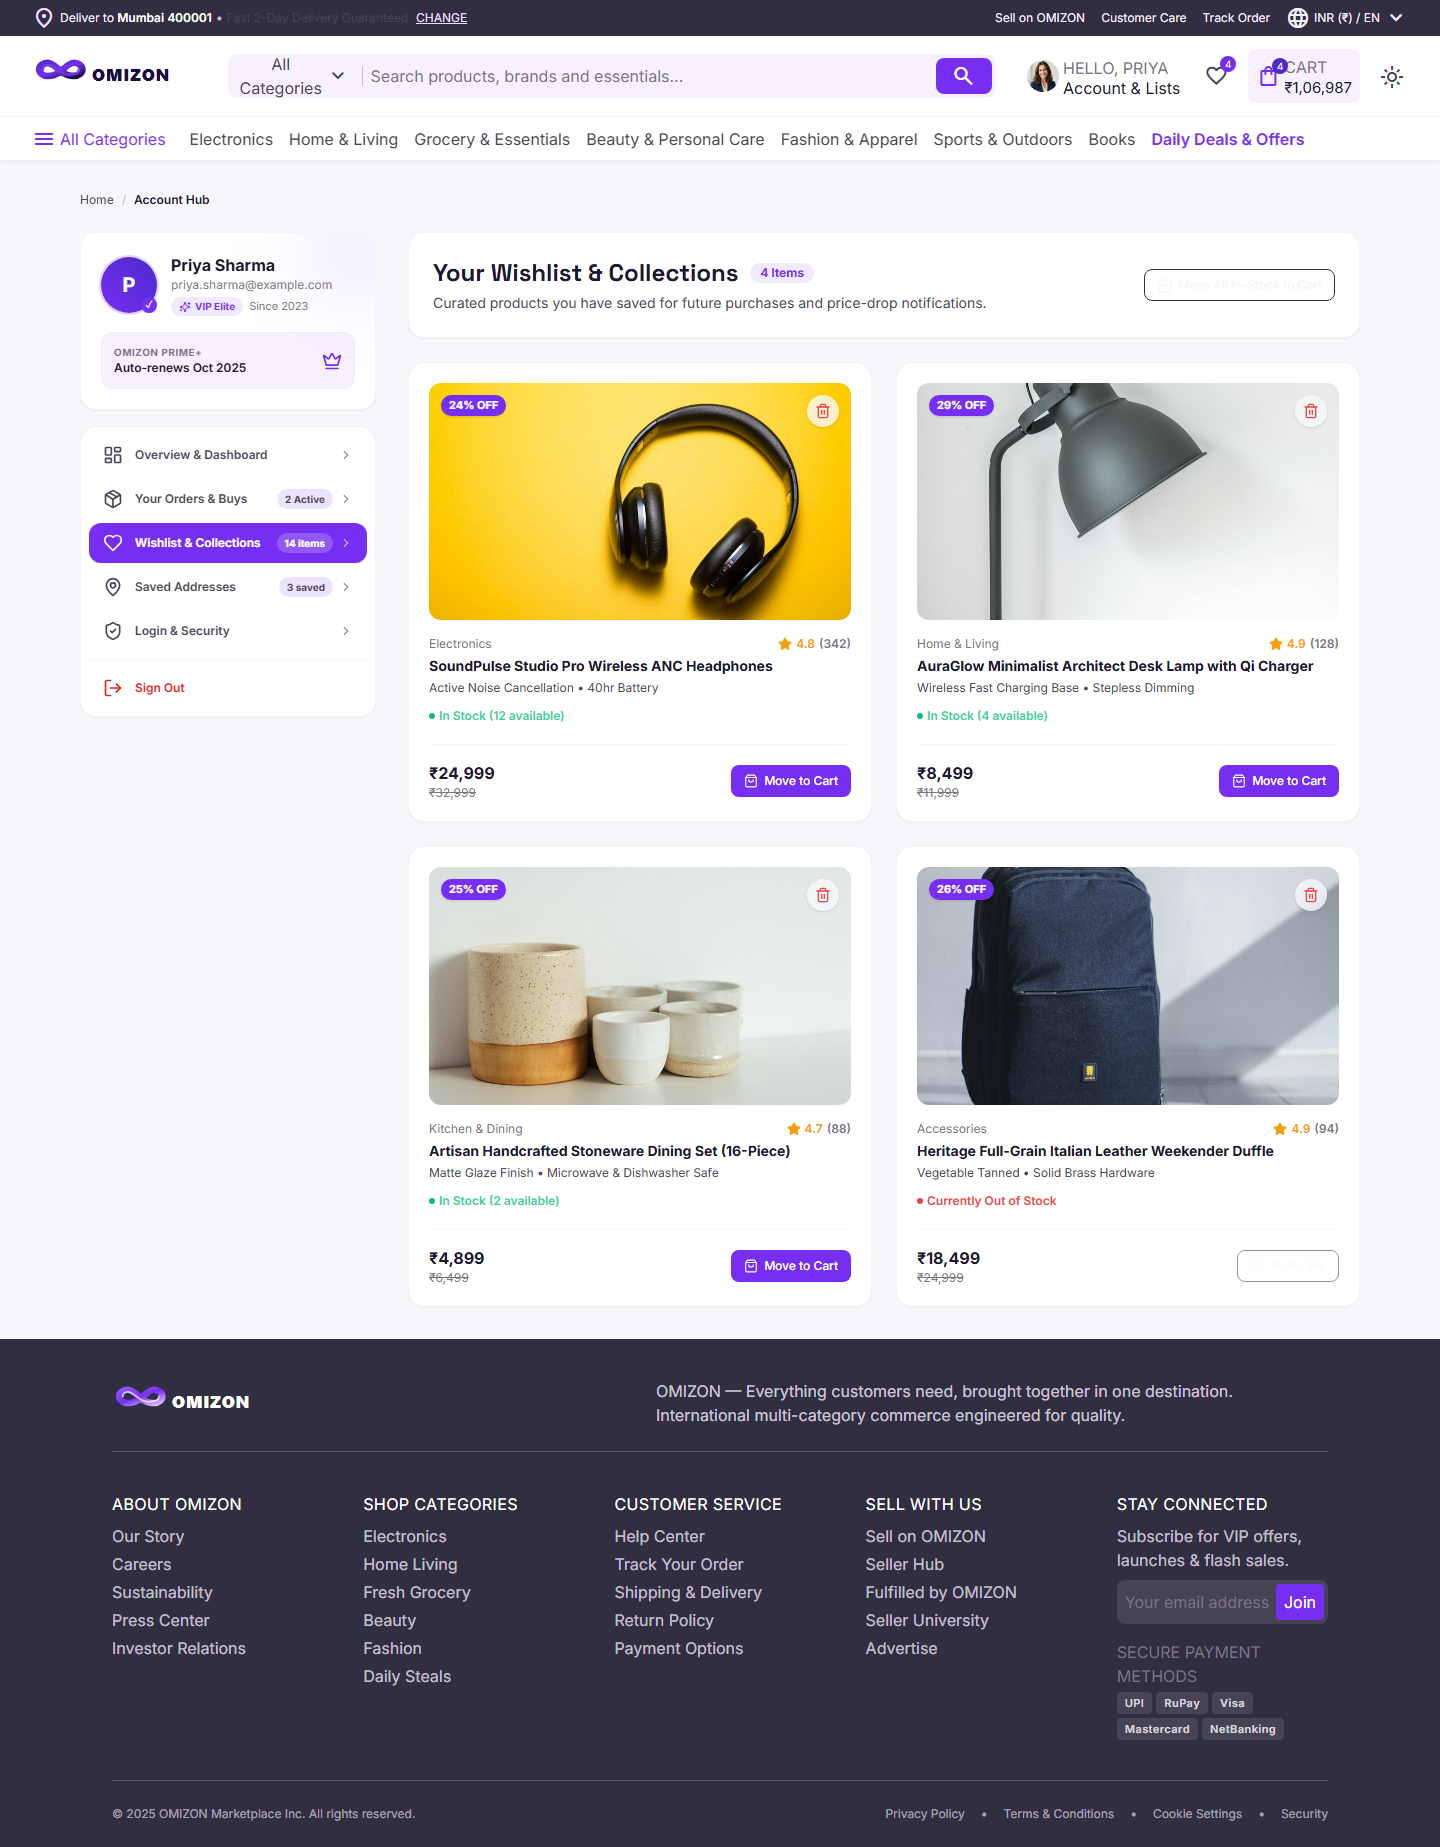 Deliver to Mumbai 400001 • Fast 2-Day Delivery Guaranteed CHANGE
Sell on OMIZON Customer Care Track Order INR (₹) / EN
OMIZON
All Categories
Search products, brands and essentials...
HELLO, PRIYA
Account & Lists
4
4
CART
₹1,06,987
All Categories Electronics Home & Living Grocery & Essentials Beauty & Personal Care Fashion & Apparel Sports & Outdoors Books Daily Deals & Offers
Home / Account Hub
P
Priya Sharma
priya.sharma@example.com
VIP Elite Since 2023
OMIZON PRIME+
Auto-renews Oct 2025
Overview & Dashboard
Your Orders & Buys 2 Active
Wishlist & Collections 14 items
Saved Addresses 3 saved
Login & Security
Sign Out
Your Wishlist & Collections 4 Items
Curated products you have saved for future purchases and price-drop notifications.
Move All In-Stock to Cart
24% OFF
Electronics 4.8 (342)
SoundPulse Studio Pro Wireless ANC Headphones
Active Noise Cancellation • 40hr Battery
In Stock (12 available)
₹24,999
₹32,999
Move to Cart
29% OFF
Home & Living 4.9 (128)
AuraGlow Minimalist Architect Desk Lamp with Qi Charger
Wireless Fast Charging Base • Stepless Dimming
In Stock (4 available)
₹8,499
₹11,999
Move to Cart
25% OFF
Kitchen & Dining 4.7 (88)
Artisan Handcrafted Stoneware Dining Set (16-Piece)
Matte Glaze Finish • Microwave & Dishwasher Safe
In Stock (2 available)
₹4,899
₹6,499
Move to Cart
26% OFF
Accessories 4.9 (94)
Heritage Full-Grain Italian Leather Weekender Duffle
Vegetable Tanned • Solid Brass Hardware
Currently Out of Stock
₹18,499
₹24,999
OMIZON
OMIZON — Everything customers need, brought together in one destination.
International multi-category commerce engineered for quality.
ABOUT OMIZON
Our Story
Careers
Sustainability
Press Center
Investor Relations
SHOP CATEGORIES
Electronics
Home Living
Fresh Grocery
Beauty
Fashion
Daily Steals
CUSTOMER SERVICE
Help Center
Track Your Order
Shipping & Delivery
Return Policy
Payment Options
SELL WITH US
Sell on OMIZON
Seller Hub
Fulfilled by OMIZON
Seller University
Advertise
STAY CONNECTED
Subscribe for VIP offers,
launches & flash sales.
Your email address Join
SECURE PAYMENT
METHODS
UPI RuPay Visa
Mastercard NetBanking
© 2025 OMIZON Marketplace Inc. All rights reserved.
Privacy Policy • Terms & Conditions • Cookie Settings • Security